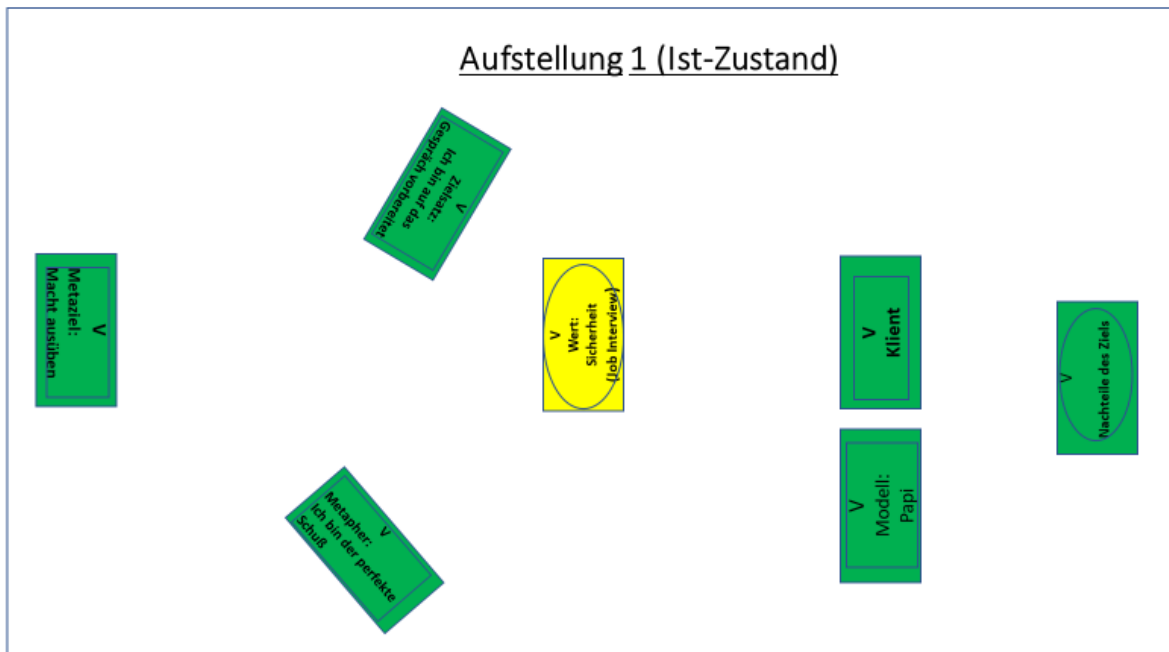 Aufstellung 1 (Ist-Zustand)
V
Zielsatz:
Ich bin auf das
Gespräch vorbereitet
V
Metaziel:
Macht ausüben
V
Wert:
Sicherheit
(Job Interview)
V
Klient
V
Nachteile des Ziels
V
Modell:
Papi
V
Metapher:
Ich bin der perfekte
Schuß